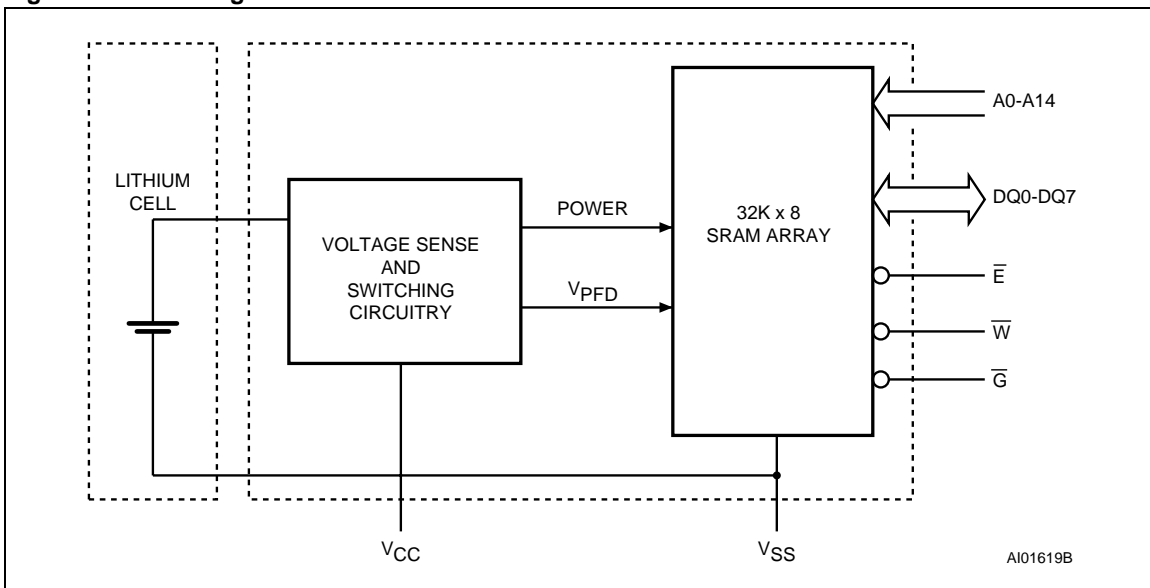 LITHIUM
CELL
VOLTAGE SENSE
AND
SWITCHING
CIRCUITRY
POWER
VPFD
32K x 8
SRAM ARRAY
A0-A14
DQ0-DQ7
E̅
W̅
G̅
VCC
VSS
AI01619B